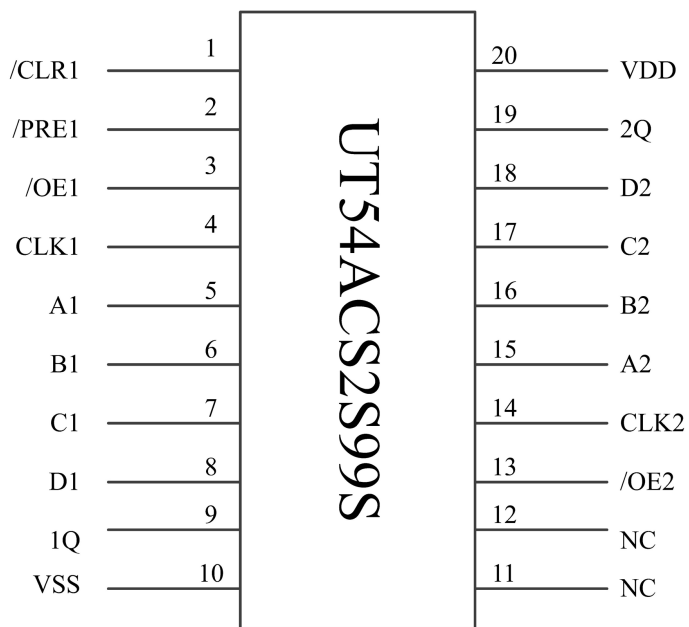 /CLR1 1 20 VDD
/PRE1 2 19 2Q
/OE1 3 18 D2
CLK1 4 17 C2
A1 5 16 B2
B1 6 15 A2
C1 7 14 CLK2
D1 8 13 /OE2
1Q 9 12 NC
VSS 10 11 NC
UT54ACS2S99S